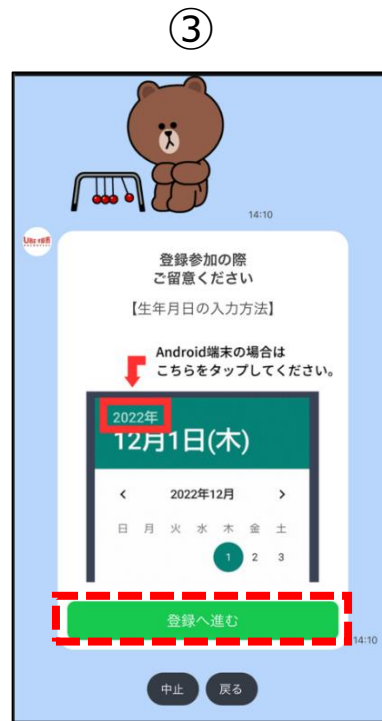 ③
14:10
登録参加の際
ご留意ください
【生年月日の入力方法】
Android端末の場合は
こちらをタップしてください。
2022年
12月1日(木)
< 2022年12月 >
日 月 火 水 木 金 土
1 2 3
登録へ進む
14:10
中止 戻る